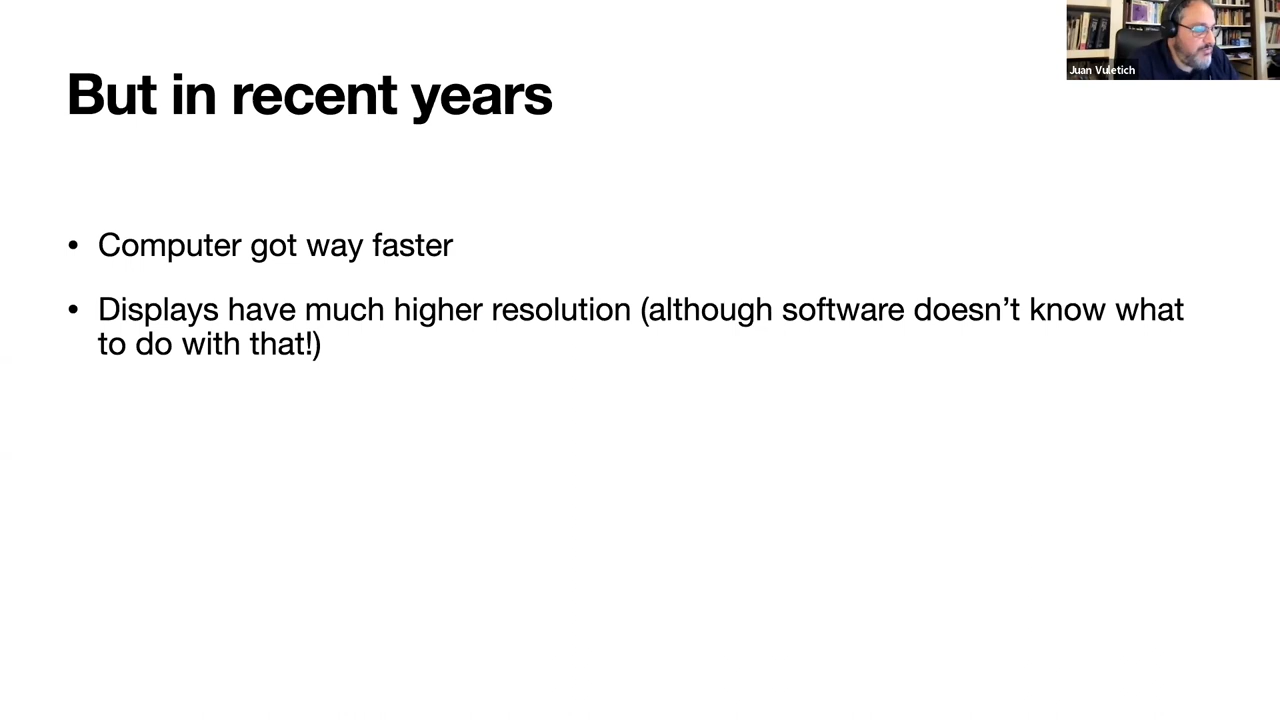 But in recent years
Juan Vuletich
• Computer got way faster
• Displays have much higher resolution (although software doesn’t know what
to do with that!)